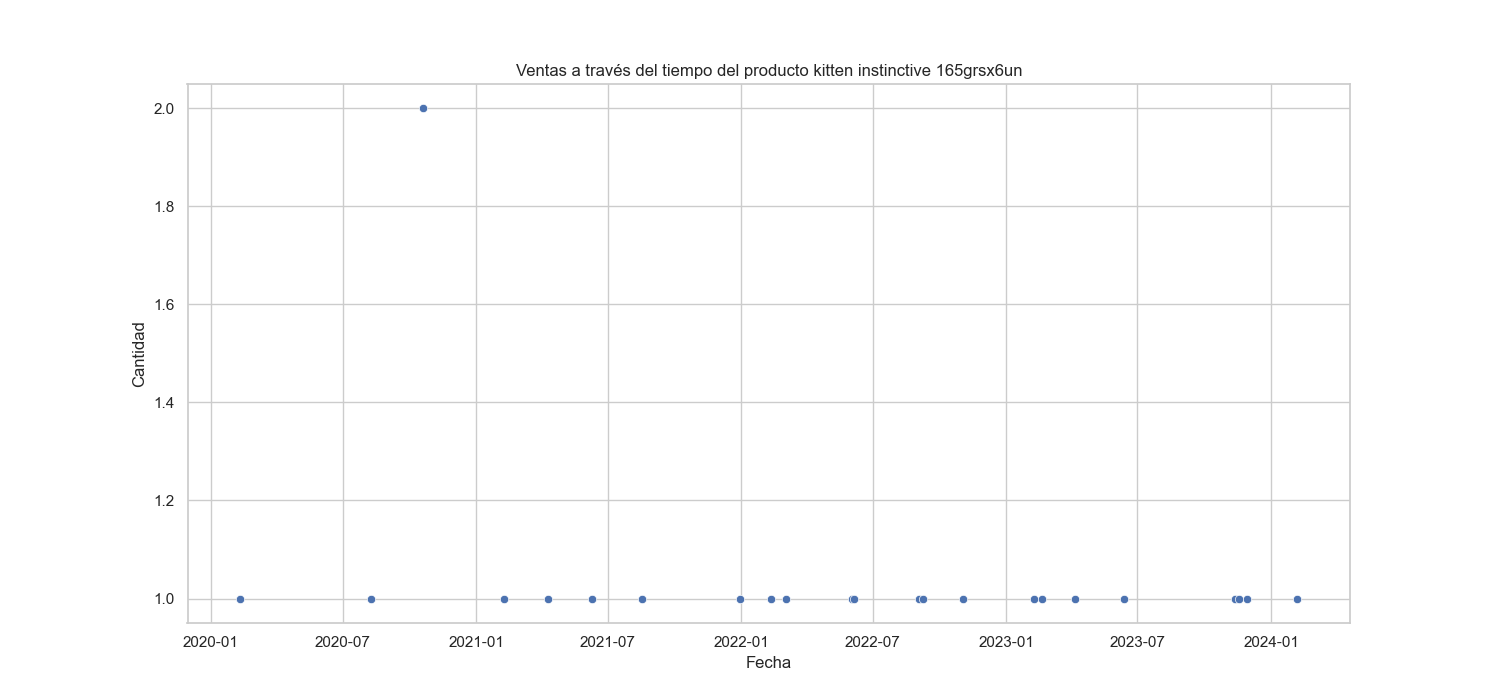 Ventas a través del tiempo del producto kitten instinctive 165grsx6un
2.0
1.8
1.6
1.4
1.2
1.0
Cantidad
2020-01 2020-07 2021-01 2021-07 2022-01 2022-07 2023-01 2023-07 2024-01
Fecha